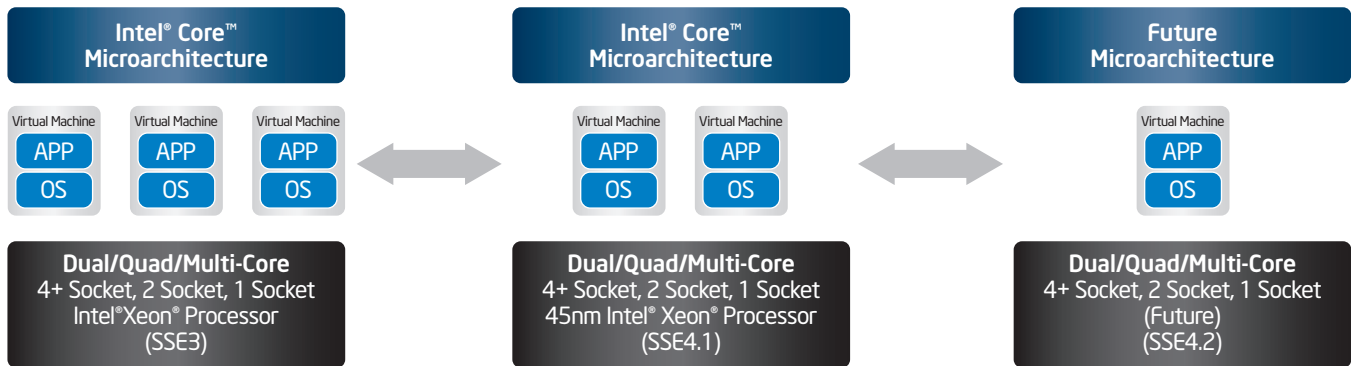 Intel® Core™
Microarchitecture
Intel® Core™
Microarchitecture
Future
Microarchitecture
Virtual Machine
APP
OS
Virtual Machine
APP
OS
Virtual Machine
APP
OS
Virtual Machine
APP
OS
Virtual Machine
APP
OS
Virtual Machine
APP
OS
Dual/Quad/Multi-Core
4+ Socket, 2 Socket, 1 Socket
Intel®Xeon® Processor
(SSE3)
Dual/Quad/Multi-Core
4+ Socket, 2 Socket, 1 Socket
45nm Intel® Xeon® Processor
(SSE4.1)
Dual/Quad/Multi-Core
4+ Socket, 2 Socket, 1 Socket
(Future)
(SSE4.2)